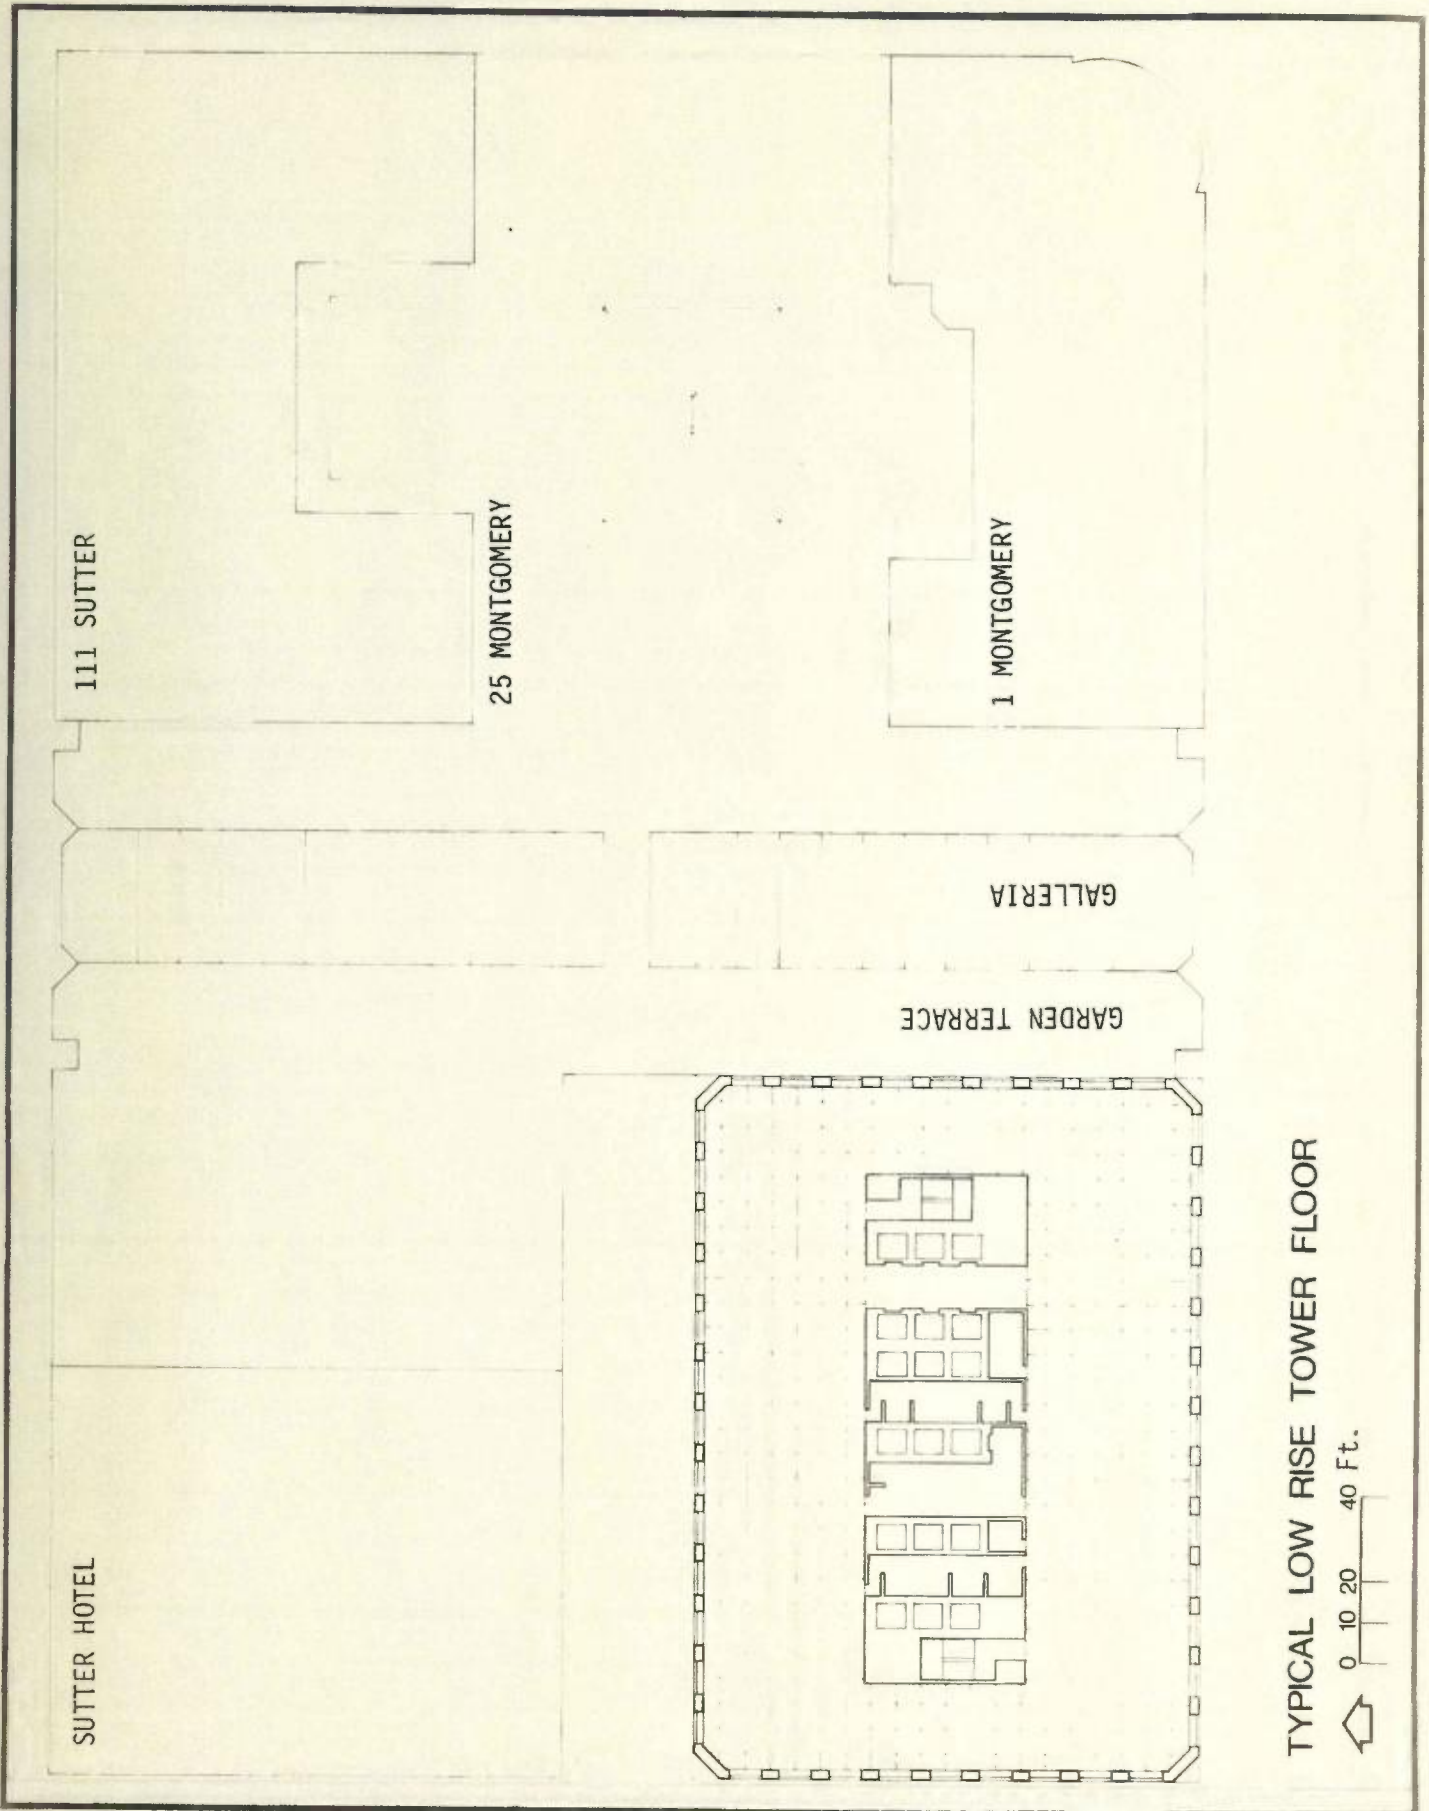 SUTTER HOTEL
111 SUTTER
25 MONTGOMERY
1 MONTGOMERY
GALLERIA
GARDEN TERRACE
TYPICAL LOW RISE TOWER FLOOR
0 10 20 40 Ft.